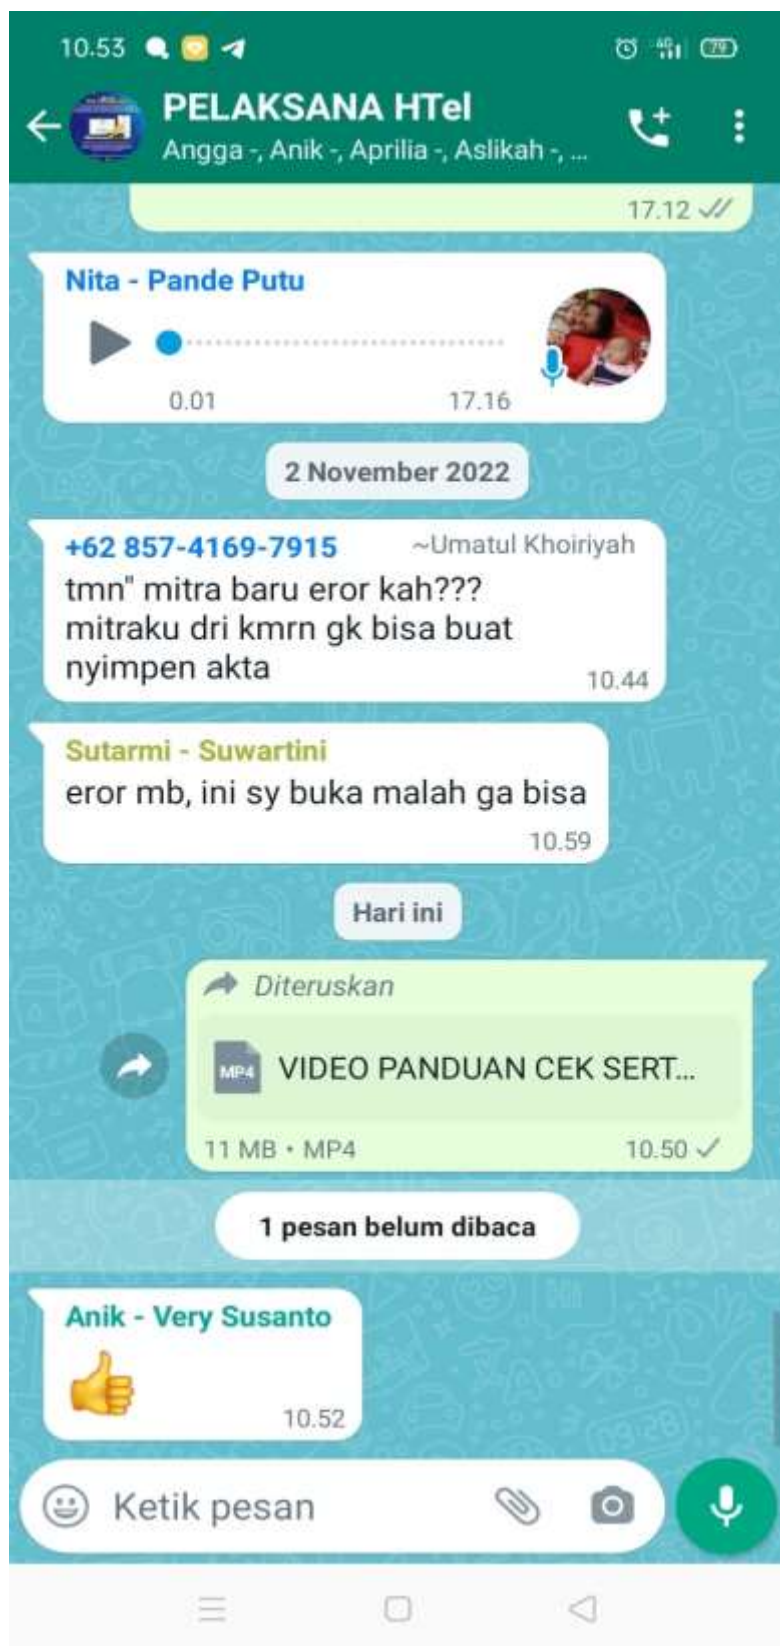 10.53
4G
79
PELAKSANA HTel
Angga -, Anik -, Aprilia -, Aslikah -, ...
17.12
Nita - Pande Putu
0.01 17.16
2 November 2022
+62 857-4169-7915 ~Umatul Khoiriyah
tmn" mitra baru eror kah???
mitraku dri kmrn gk bisa buat
nyimpen akta
10.44
Sutarmi - Suwartini
eror mb, ini sy buka malah ga bisa
10.59
Hari ini
Diteruskan
MP4 VIDEO PANDUAN CEK SERT...
11 MB • MP4 10.50
1 pesan belum dibaca
Anik - Very Susanto
10.52
Ketik pesan